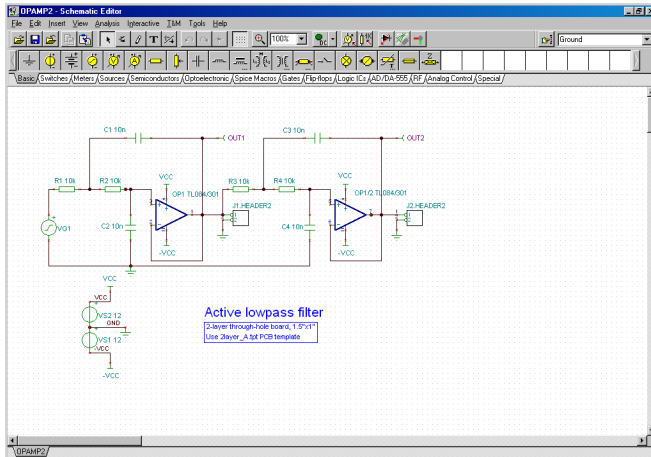 OPAMP2 - Schematic Editor
File Edit Insert View Analysis Interactive T&M Tools Help
100%
Ground
Basic Switches Meters Sources Semiconductors Optoelectronic Spice Macros Gates Flip-flops Logic ICs AD/DA-555 RF Analog Control Special
C1 10n
OUT1
C3 10n
OUT2
R1 10k
R2 10k
VCC
OP1 TL084/301
R3 10k
R4 10k
VCC
OP1/2 TL084/301
J1.HEADER2
J2.HEADER2
VG1
C2 10n
C4 10n
-VCC
-VCC
VCC
VCC
VS2 12
GND
VS1 12
-VCC
-VCC
Active lowpass filter
2-layer through-hole board, 1.5"x1"
Use 2layer_A.tpt PCB template
OPAMP2